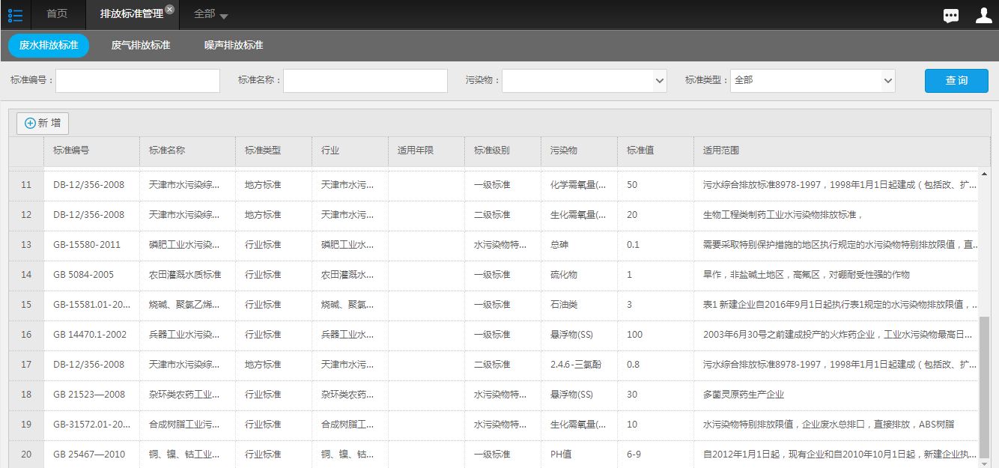 首页 排放标准管理 全部
废水排放标准 废气排放标准 噪声排放标准
标准编号： 标准名称： 污染物： 标准类型： 全部 查询
新 增
标准编号 标准名称 标准类型 行业 适用年限 标准级别 污染物 标准值 适用范围
11 DB-12/356-2008 天津市水污染综... 地方标准 天津市水污... 一级标准 化学需氧量(... 50 污水综合排放标准8978-1997，1998年1月1日起建成（包括改、扩...
12 DB-12/356-2008 天津市水污染综... 地方标准 天津市水污... 二级标准 生化需氧量(... 20 生物工程类制药工业水污染物排放标准，
13 GB-15580-2011 磷肥工业水污染... 行业标准 磷肥工业水... 水污染物特... 总砷 0.1 需要采取特别保护措施的地区执行规定的水污染物特别排放限值，直...
14 GB 5084-2005 农田灌溉水质标准 行业标准 农田灌溉水... 一级标准 硫化物 1 旱作，非盐碱土地区，高氟区，对硼耐受性强的作物
15 GB-15581.01-20... 烧碱、聚氯乙烯... 行业标准 烧碱、聚氯... 一级标准 石油类 3 表1 新建企业自2016年9月1日起执行表1规定的水污染物排放限值，...
16 GB 14470.1-2002 兵器工业水污染... 行业标准 兵器工业水... 一级标准 悬浮物(SS) 100 2003年6月30号之前建成投产的火炸药企业，工业水污染物最高日...
17 DB-12/356-2008 天津市水污染综... 地方标准 天津市水污... 二级标准 2.4.6-三氯酚 0.8 污水综合排放标准8978-1997，1998年1月1日起建成（包括改、扩...
18 GB 21523—2008 杂环类农药工业... 行业标准 杂环类农药... 水污染物特... 悬浮物(SS) 30 多菌灵原药生产企业
19 GB-31572.01-20... 合成树脂工业污... 行业标准 合成树脂工... 水污染物特... 生化需氧量(... 10 水污染物特别排放限值，企业废水总排口，直接排放，ABS树脂
20 GB 25467—2010 铜、镍、钴工业... 行业标准 铜、镍、钴... 一级标准 PH值 6-9 自2012年1月1日起，现有企业和自2010年10月1日起，新建企业执...